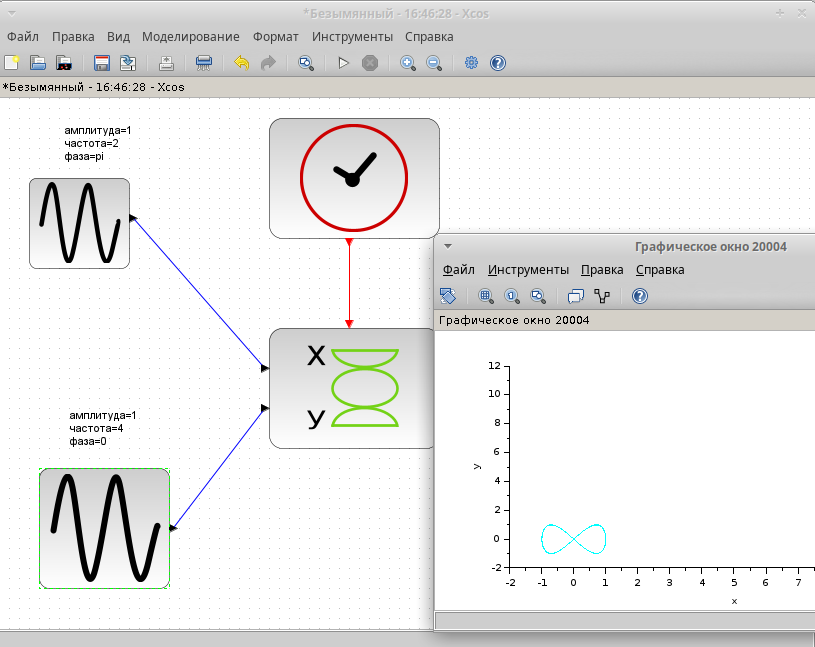 *Безымянный - 16:46:28 - Xcos
Файл Правка Вид Моделирование Формат Инструменты Справка
*Безымянный - 16:46:28 - Xcos
амплитуда=1
частота=2
фаза=pi
X
y
амплитуда=1
частота=4
фаза=0
Графическое окно 20004
Файл Инструменты Правка Справка
Графическое окно 20004
12
10
8
6
4
2
0
-2
y
-2 -1 0 1 2 3 4 5 6 7
x